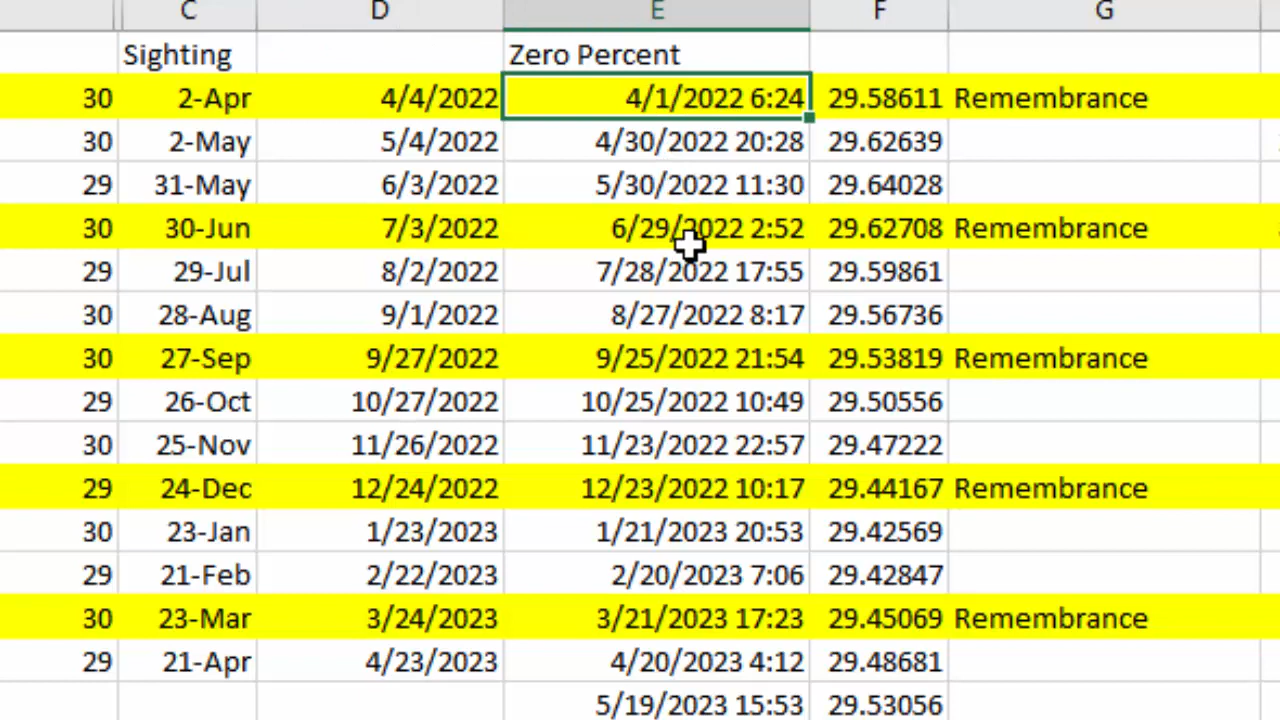 C D E F G
Sighting Zero Percent
30 2-Apr 4/4/2022 4/1/2022 6:24 29.58611 Remembrance
30 2-May 5/4/2022 4/30/2022 20:28 29.62639
29 31-May 6/3/2022 5/30/2022 11:30 29.64028
30 30-Jun 7/3/2022 6/29/2022 2:52 29.62708 Remembrance
29 29-Jul 8/2/2022 7/28/2022 17:55 29.59861
30 28-Aug 9/1/2022 8/27/2022 8:17 29.56736
30 27-Sep 9/27/2022 9/25/2022 21:54 29.53819 Remembrance
29 26-Oct 10/27/2022 10/25/2022 10:49 29.50556
30 25-Nov 11/26/2022 11/23/2022 22:57 29.47222
29 24-Dec 12/24/2022 12/23/2022 10:17 29.44167 Remembrance
30 23-Jan 1/23/2023 1/21/2023 20:53 29.42569
29 21-Feb 2/22/2023 2/20/2023 7:06 29.42847
30 23-Mar 3/24/2023 3/21/2023 17:23 29.45069 Remembrance
29 21-Apr 4/23/2023 4/20/2023 4:12 29.48681
5/19/2023 15:53 29.53056